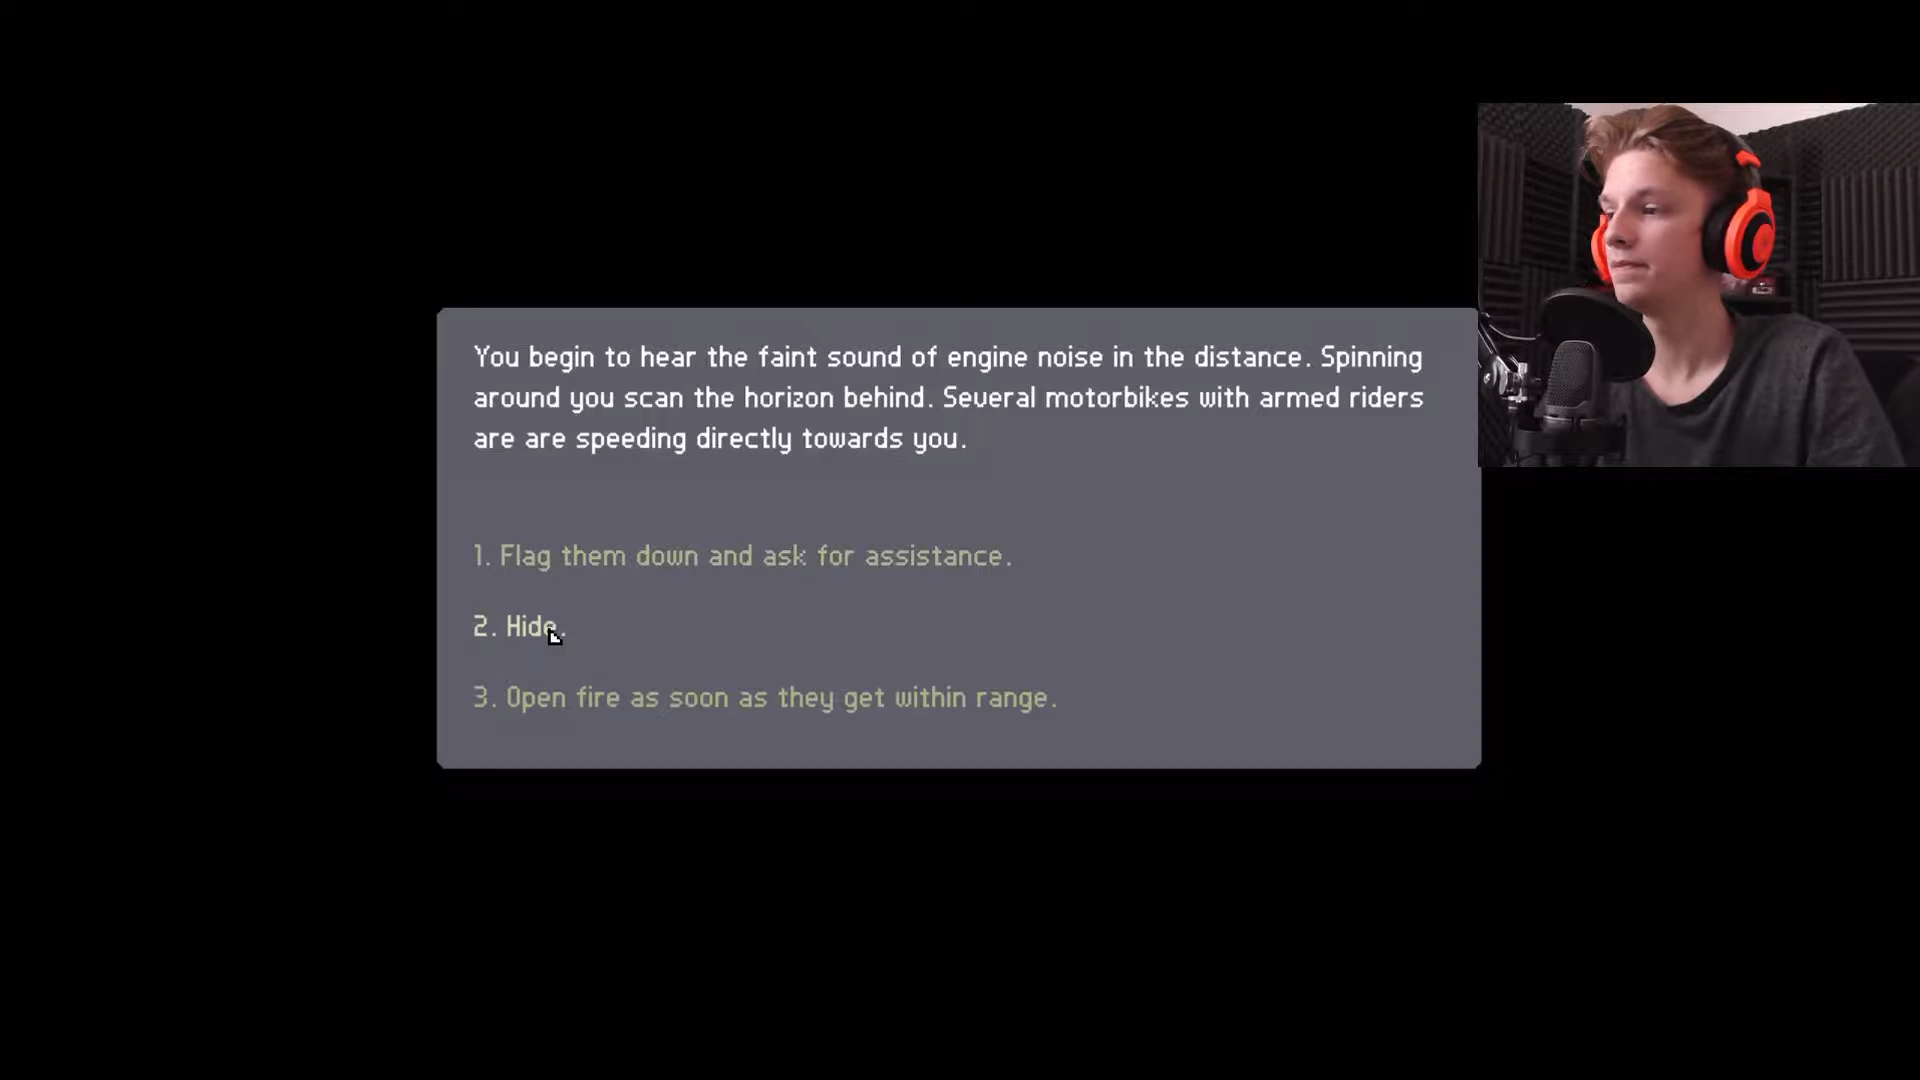 You begin to hear the faint sound of engine noise in the distance. Spinning
around you scan the horizon behind. Several motorbikes with armed riders
are are speeding directly towards you.
1. Flag them down and ask for assistance.
2. Hide.
3. Open fire as soon as they get within range.